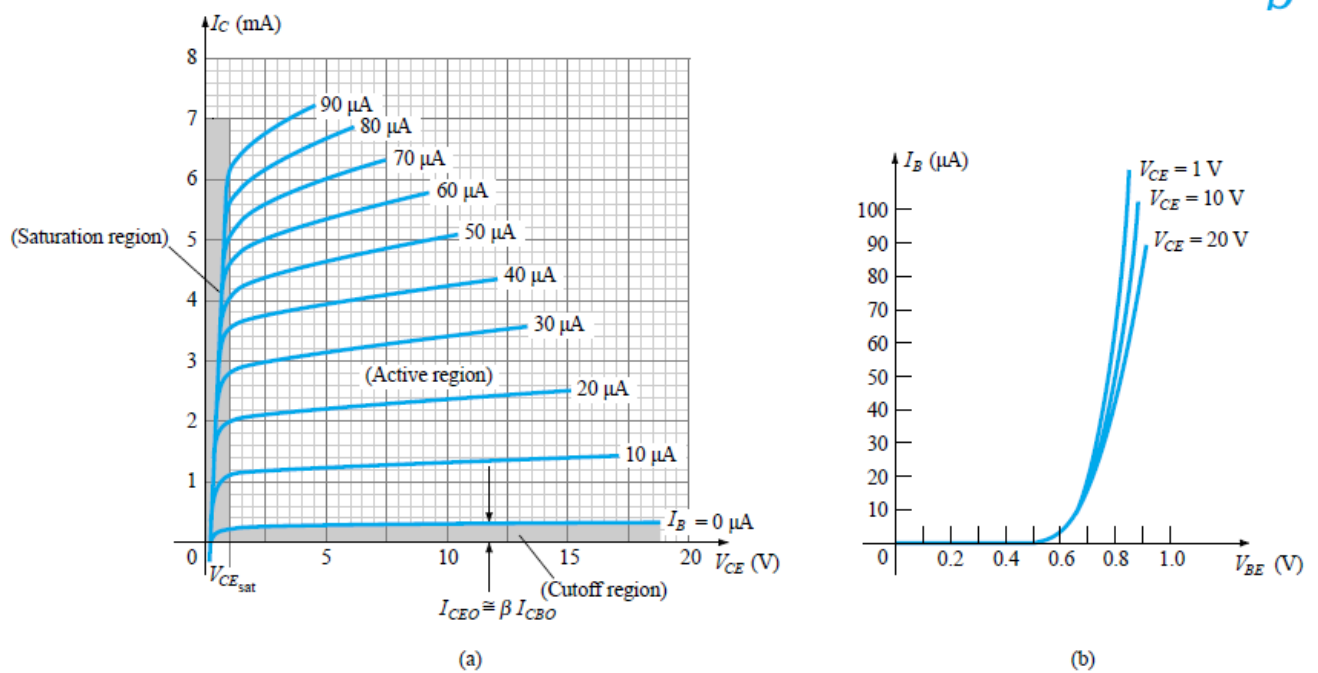 β
I_C (mA)
8
7
6
5
4
3
2
1
0
5
10
15
20
V_CE (V)
90 μA
80 μA
70 μA
60 μA
50 μA
40 μA
30 μA
20 μA
10 μA
I_B = 0 μA
(Saturation region)
(Active region)
(Cutoff region)
V_CEsat
I_CEO ≅ β I_CBO
(a)
I_B (μA)
V_CE = 1 V
V_CE = 10 V
V_CE = 20 V
100
90
80
70
60
50
40
30
20
10
0
0.2
0.4
0.6
0.8
1.0
V_BE (V)
(b)